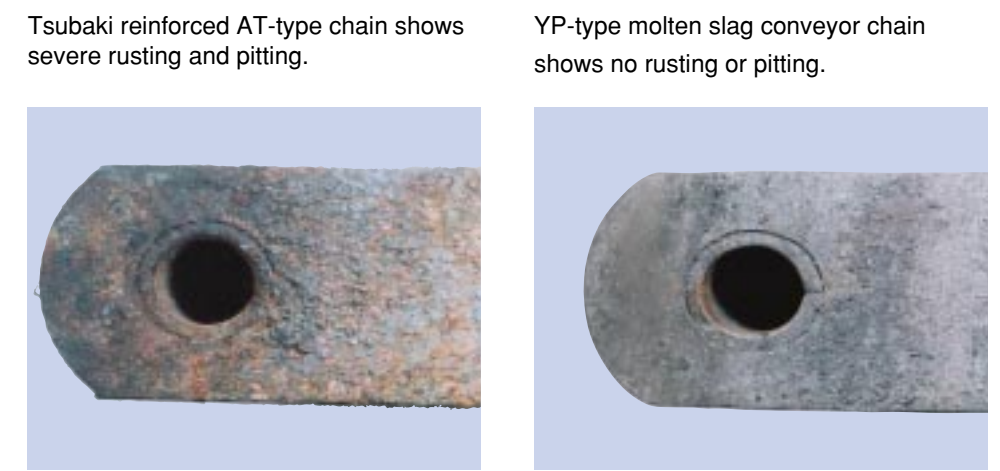 Tsubaki reinforced AT-type chain shows
severe rusting and pitting.
YP-type molten slag conveyor chain
shows no rusting or pitting.